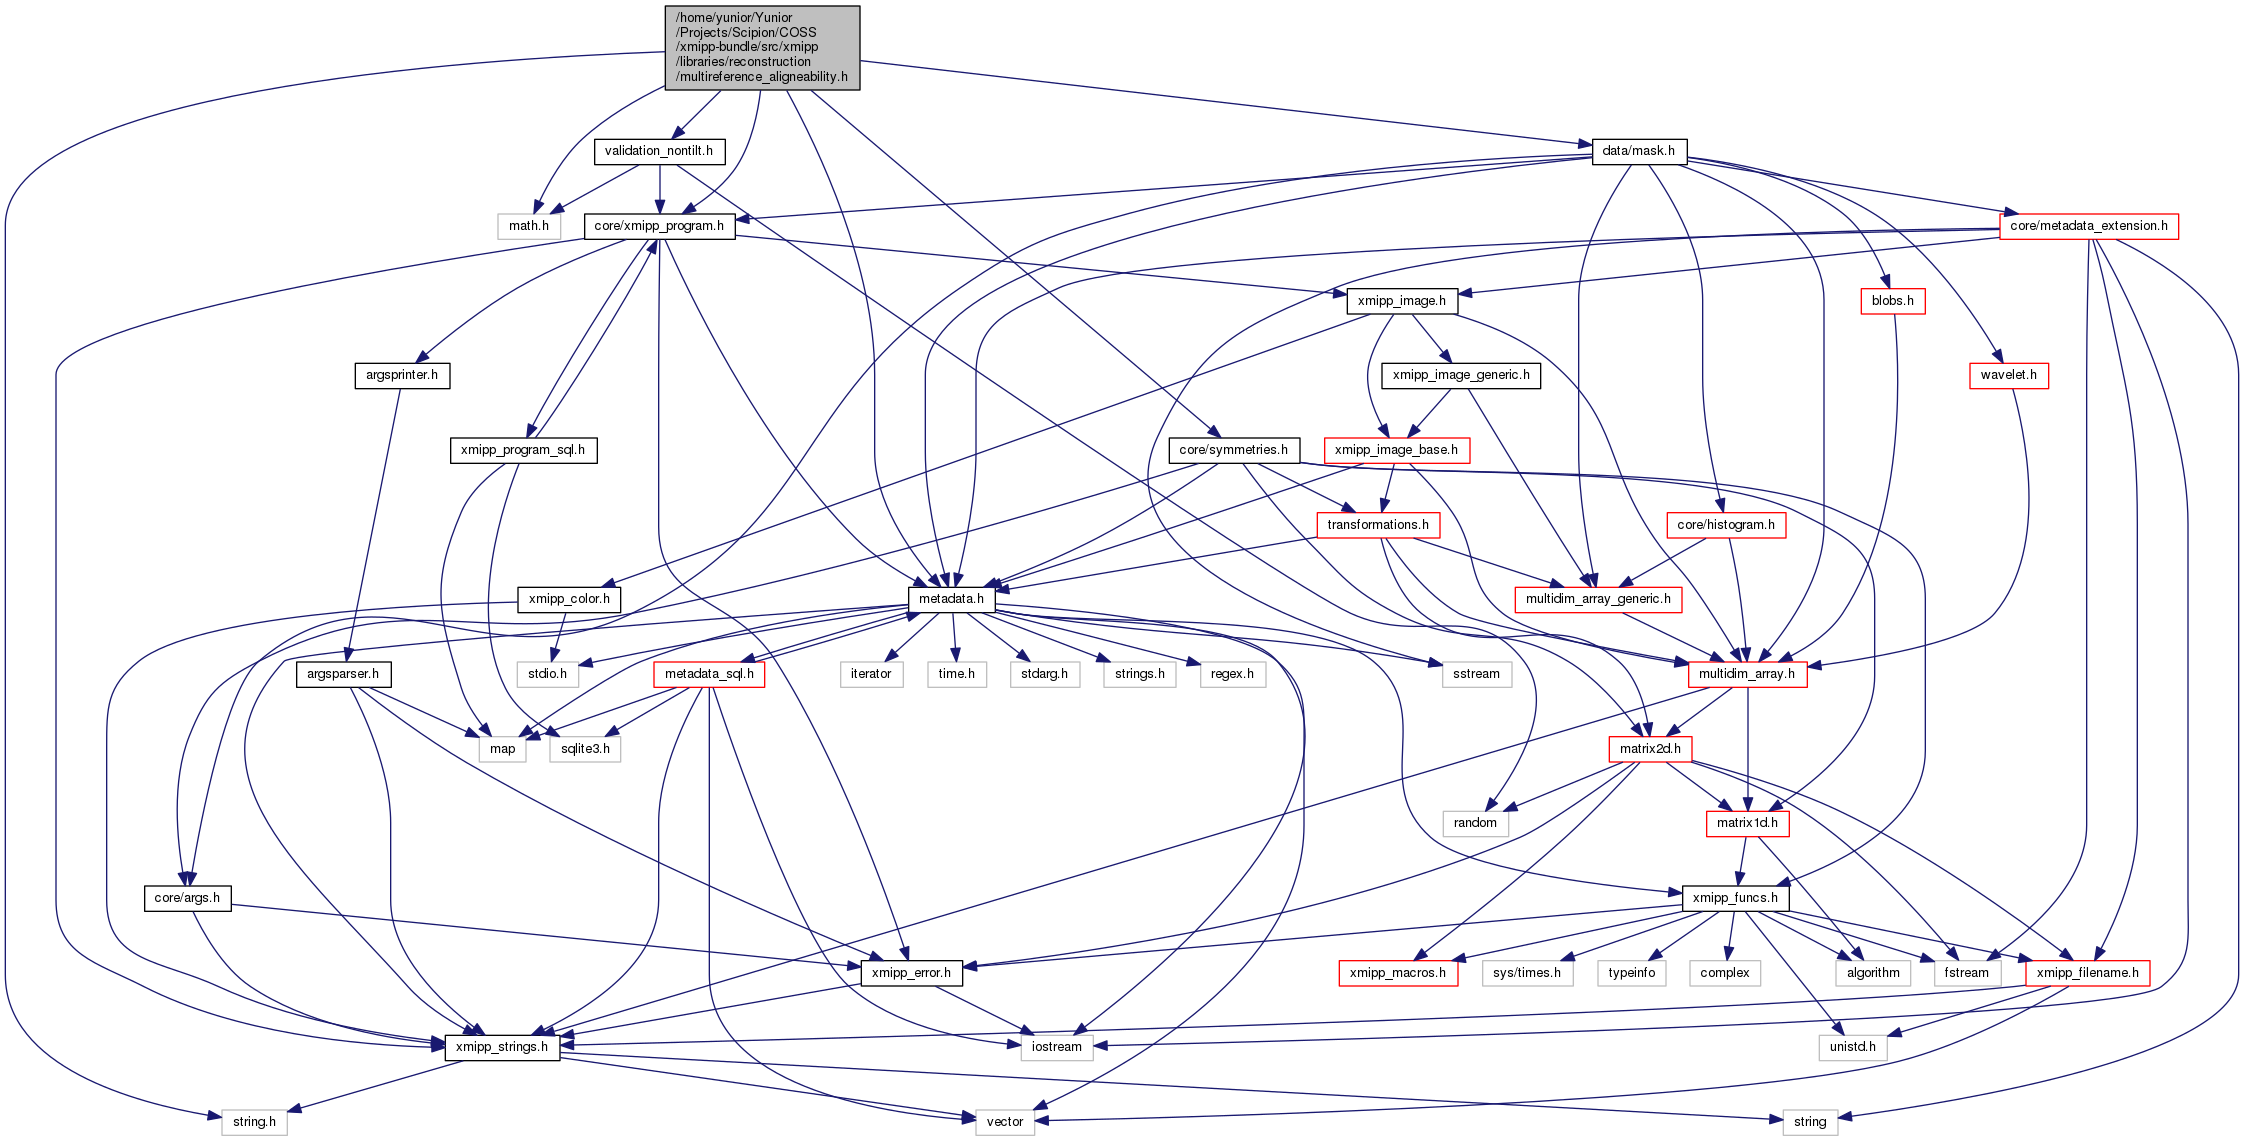 /home/yunior/Yunior
/Projects/Scipion/COSS
/xmipp-bundle/src/xmipp
/libraries/reconstruction
/multireference_aligneability.h
validation_nontilt.h
data/mask.h
math.h
core/xmipp_program.h
core/metadata_extension.h
xmipp_image.h
blobs.h
argsprinter.h
xmipp_image_generic.h
wavelet.h
xmipp_program_sql.h
core/symmetries.h
xmipp_image_base.h
transformations.h
core/histogram.h
xmipp_color.h
metadata.h
multidim_array_generic.h
argsparser.h
stdio.h
metadata_sql.h
iterator
time.h
stdarg.h
strings.h
regex.h
sstream
multidim_array.h
map
sqlite3.h
matrix2d.h
random
matrix1d.h
core/args.h
xmipp_funcs.h
xmipp_error.h
xmipp_macros.h
sys/times.h
typeinfo
complex
algorithm
fstream
xmipp_filename.h
xmipp_strings.h
iostream
unistd.h
string.h
vector
string